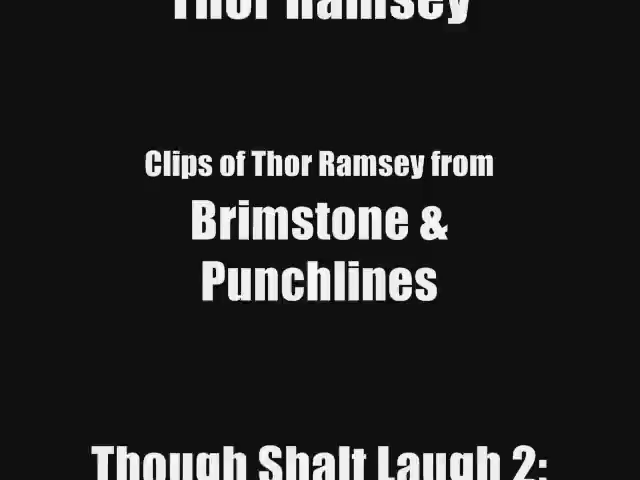 Thor Ramsey
Clips of Thor Ramsey from
Brimstone &
Punchlines
Though Shalt Laugh 2: